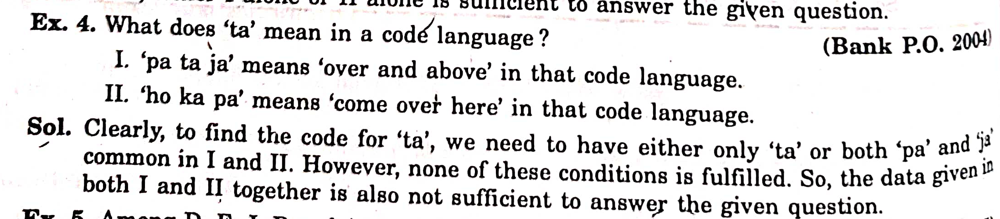 or II alone is sufficient to answer the given question.
Ex. 4. What does ‘ta’ mean in a code language ?
(Bank P.O. 2004)
I. ‘pa ta ja’ means ‘over and above’ in that code language.
II. ‘ho ka pa’ means ‘come over here’ in that code language.
Sol. Clearly, to find the code for ‘ta’, we need to have either only ‘ta’ or both ‘pa’ and ‘ja’
common in I and II. However, none of these conditions is fulfilled. So, the data given in
both I and II together is also not sufficient to answer the given question.
Ex. 5. Among D, E,